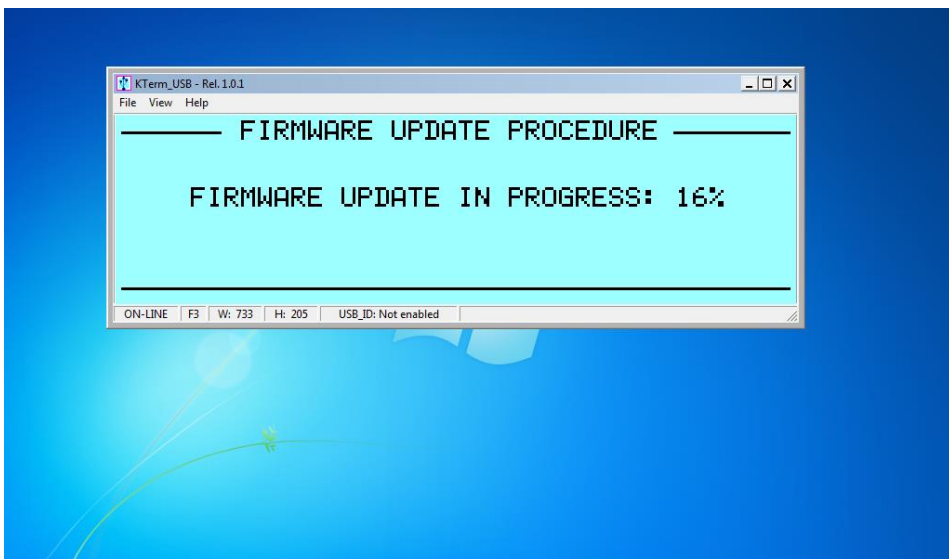 KTerm_USB - Rel. 1.0.1
File View Help
FIRMWARE UPDATE PROCEDURE
FIRMWARE UPDATE IN PROGRESS: 16%
ON-LINE F3 W: 733 H: 205 USB_ID: Not enabled